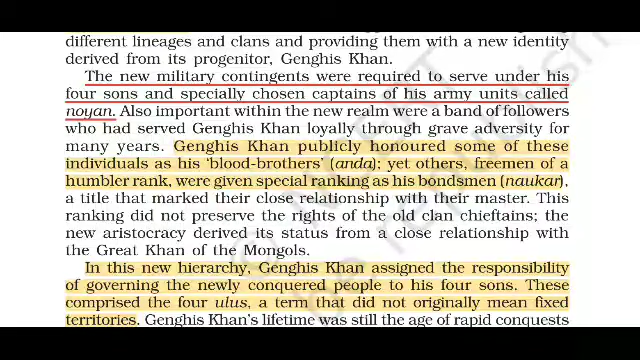 different lineages and clans and providing them with a new identity
derived from its progenitor, Genghis Khan.
The new military contingents were required to serve under his
four sons and specially chosen captains of his army units called
noyan. Also important within the new realm were a band of followers
who had served Genghis Khan loyally through grave adversity for
many years. Genghis Khan publicly honoured some of these
individuals as his ‘blood-brothers’ (anda); yet others, freemen of a
humbler rank, were given special ranking as his bondsmen (naukar),
a title that marked their close relationship with their master. This
ranking did not preserve the rights of the old clan chieftains; the
new aristocracy derived its status from a close relationship with
the Great Khan of the Mongols.
In this new hierarchy, Genghis Khan assigned the responsibility
of governing the newly conquered people to his four sons. These
comprised the four ulus, a term that did not originally mean fixed
territories. Genghis Khan’s lifetime was still the age of rapid conquests